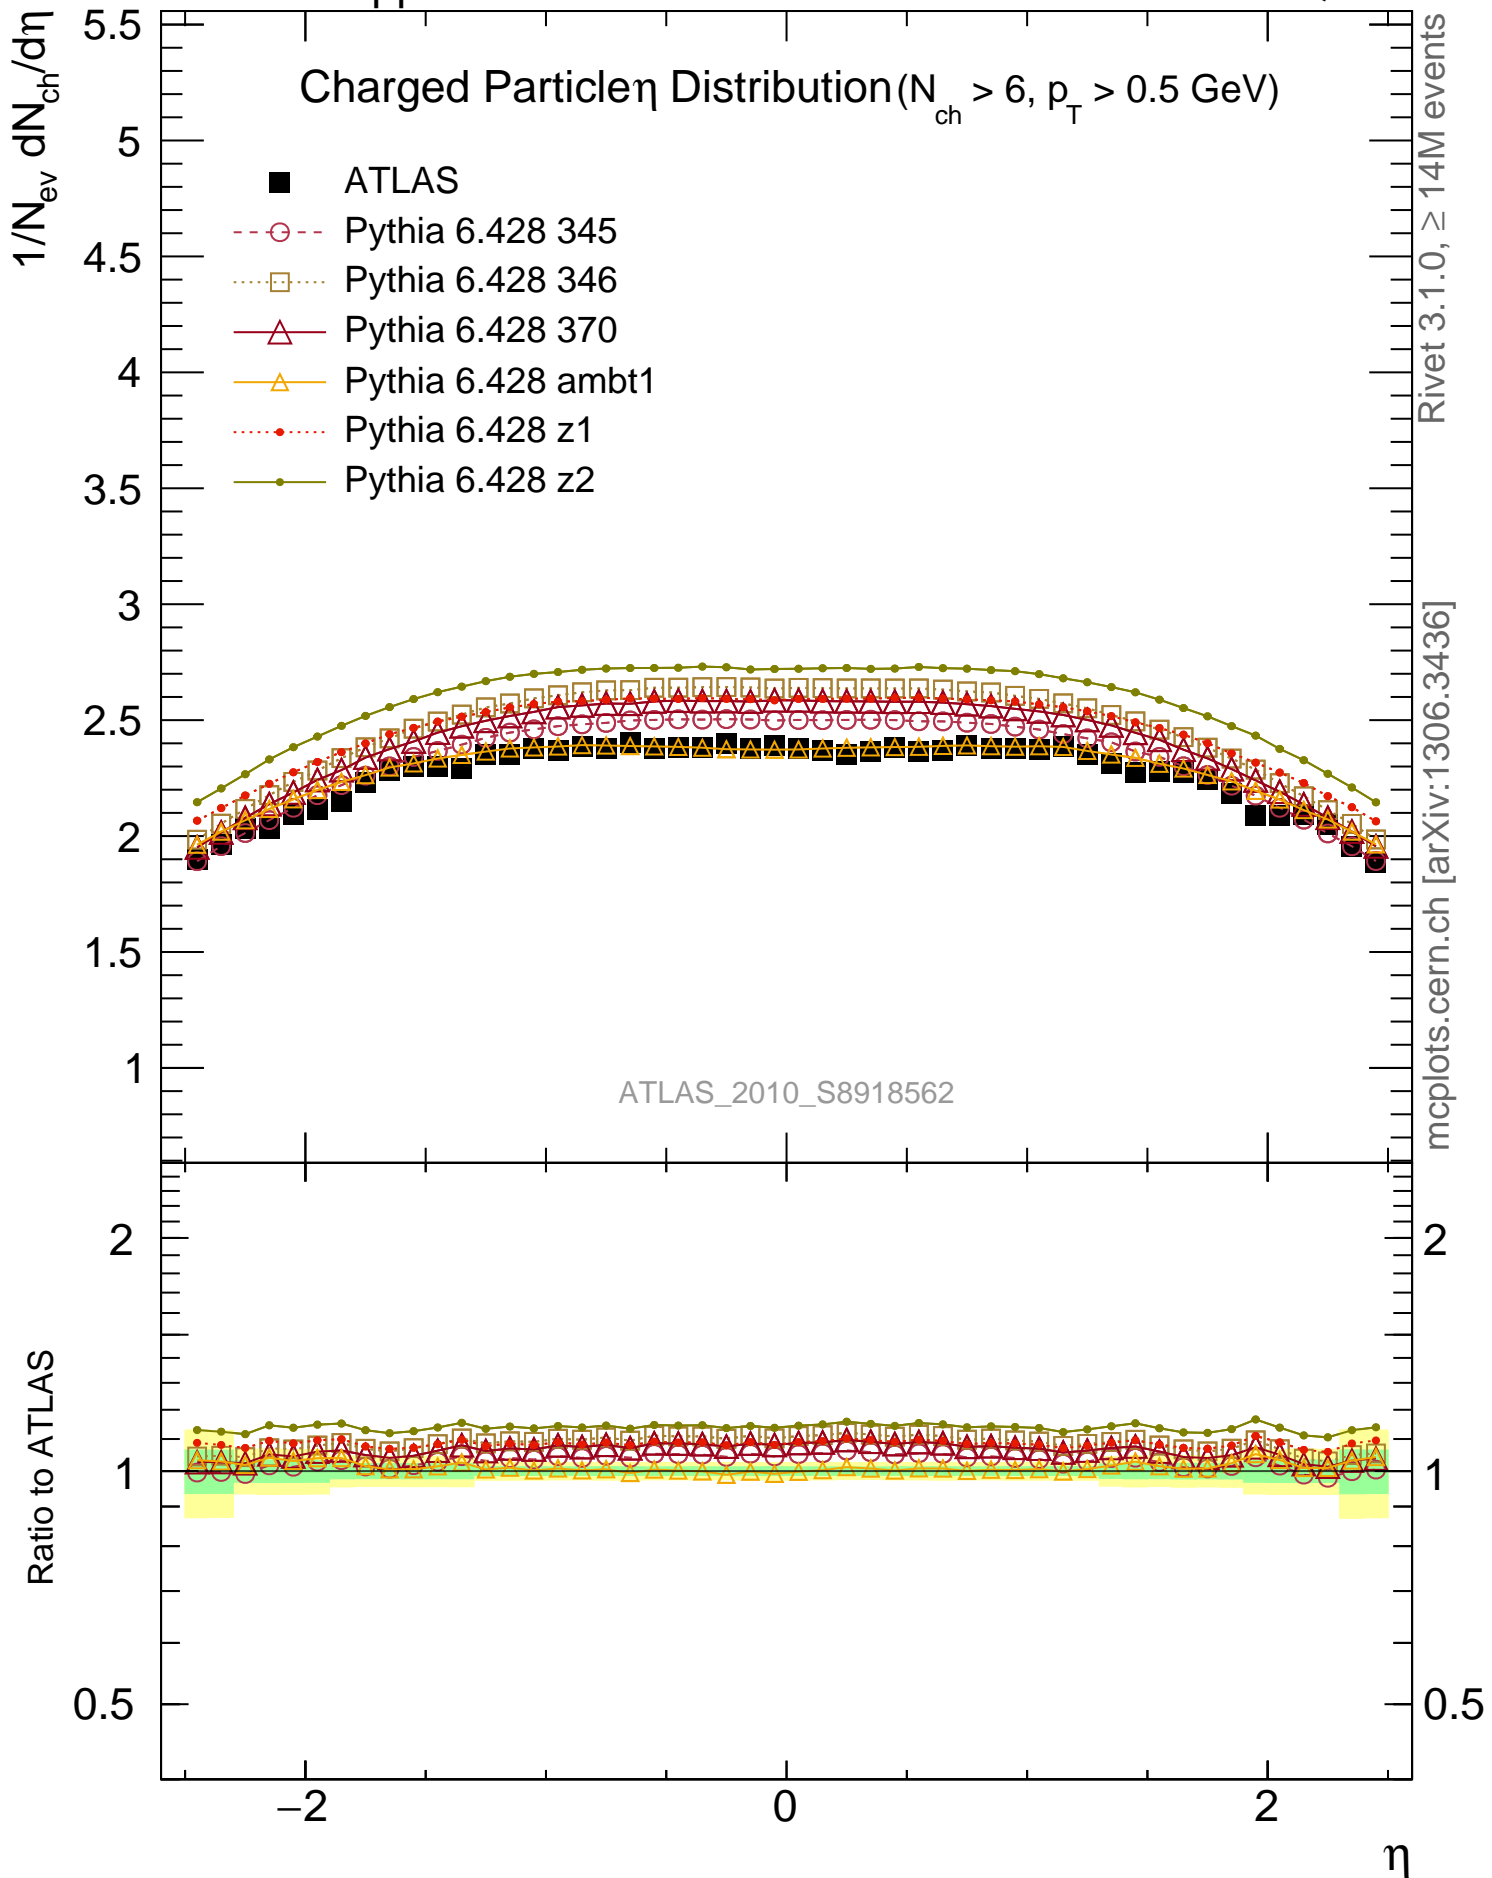 1/N_ev dN_ch/dη
Charged Particleη Distribution(N_ch > 6, p_T > 0.5 GeV)
ATLAS
Pythia 6.428 345
Pythia 6.428 346
Pythia 6.428 370
Pythia 6.428 ambt1
Pythia 6.428 z1
Pythia 6.428 z2
5.5
5
4.5
4
3.5
3
2.5
2
1.5
1
ATLAS_2010_S8918562
Rivet 3.1.0, ≥ 14M events
mcplots.cern.ch [arXiv:1306.3436]
Ratio to ATLAS
2
1
0.5
2
1
0.5
−2
0
2
η